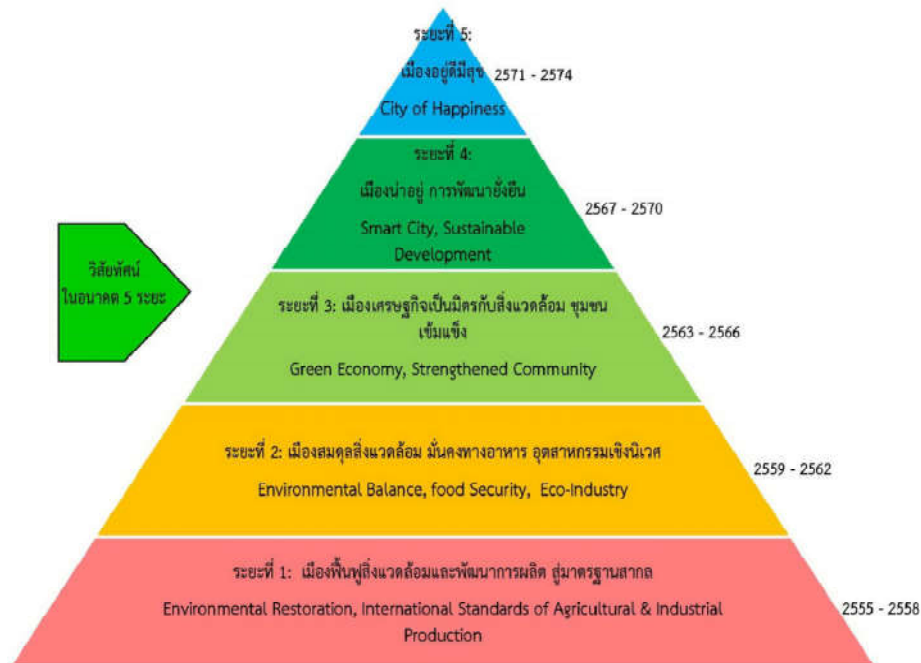 ระยะที่ 5:
เมืองอยู่ดีมีสุข
City of Happiness
2571 - 2574
ระยะที่ 4:
เมืองน่าอยู่ การพัฒนายั่งยืน
Smart City, Sustainable
Development
2567 - 2570
วิสัยทัศน์
ในอนาคต 5 ระยะ
ระยะที่ 3: เมืองเศรษฐกิจเป็นมิตรกับสิ่งแวดล้อม ชุมชน
เข้มแข็ง
Green Economy, Strengthened Community
2563 - 2566
ระยะที่ 2: เมืองสมดุลสิ่งแวดล้อม มั่นคงทางอาหาร อุตสาหกรรมเชิงนิเวศ
Environmental Balance, food Security, Eco-Industry
2559 - 2562
ระยะที่ 1: เมืองฟื้นฟูสิ่งแวดล้อมและพัฒนาการผลิต สู่มาตรฐานสากล
Environmental Restoration, International Standards of Agricultural & Industrial
Production
2555 - 2558